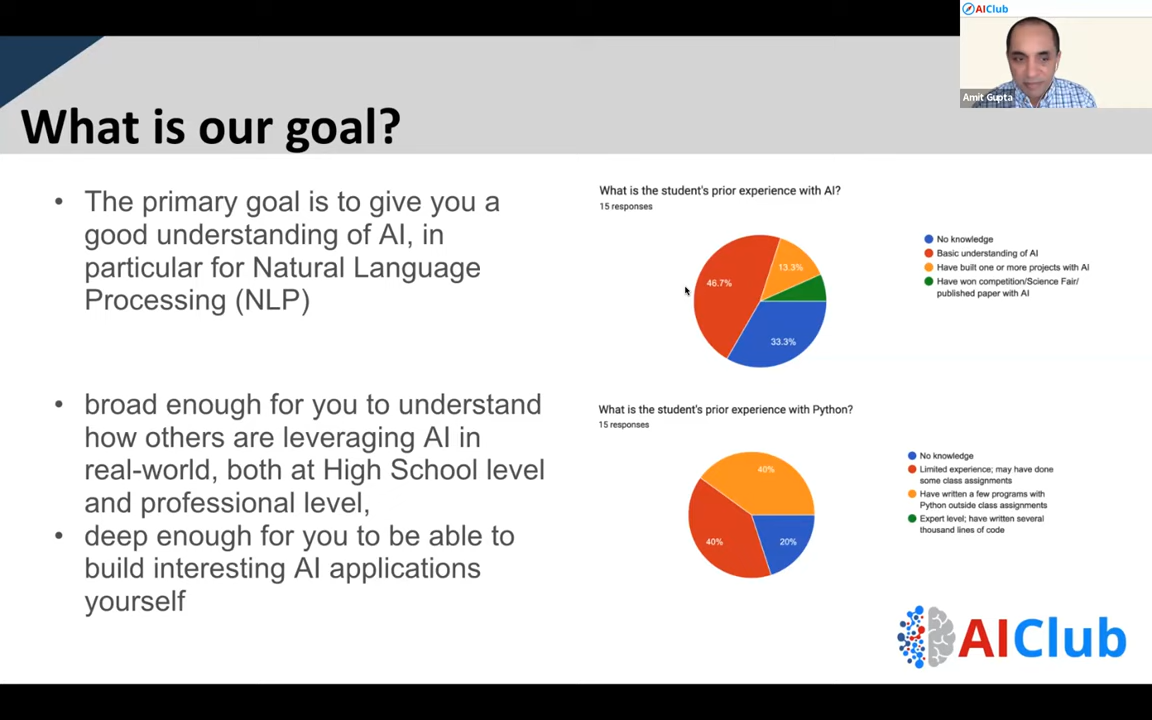 AIClub
Amit Gupta
What is our goal?
• The primary goal is to give you a
good understanding of AI, in
particular for Natural Language
Processing (NLP)
• broad enough for you to understand
how others are leveraging AI in
real-world, both at High School level
and professional level,
• deep enough for you to be able to
build interesting AI applications
yourself
What is the student's prior experience with AI?
15 responses
46.7%
13.3%
33.3%
No knowledge
Basic understanding of AI
Have built one or more projects with AI
Have won competition/Science Fair/
published paper with AI
What is the student's prior experience with Python?
15 responses
40%
40%
20%
No knowledge
Limited experience; may have done
some class assignments
Have written a few programs with
Python outside class assignments
Expert level; have written several
thousand lines of code
AIClub